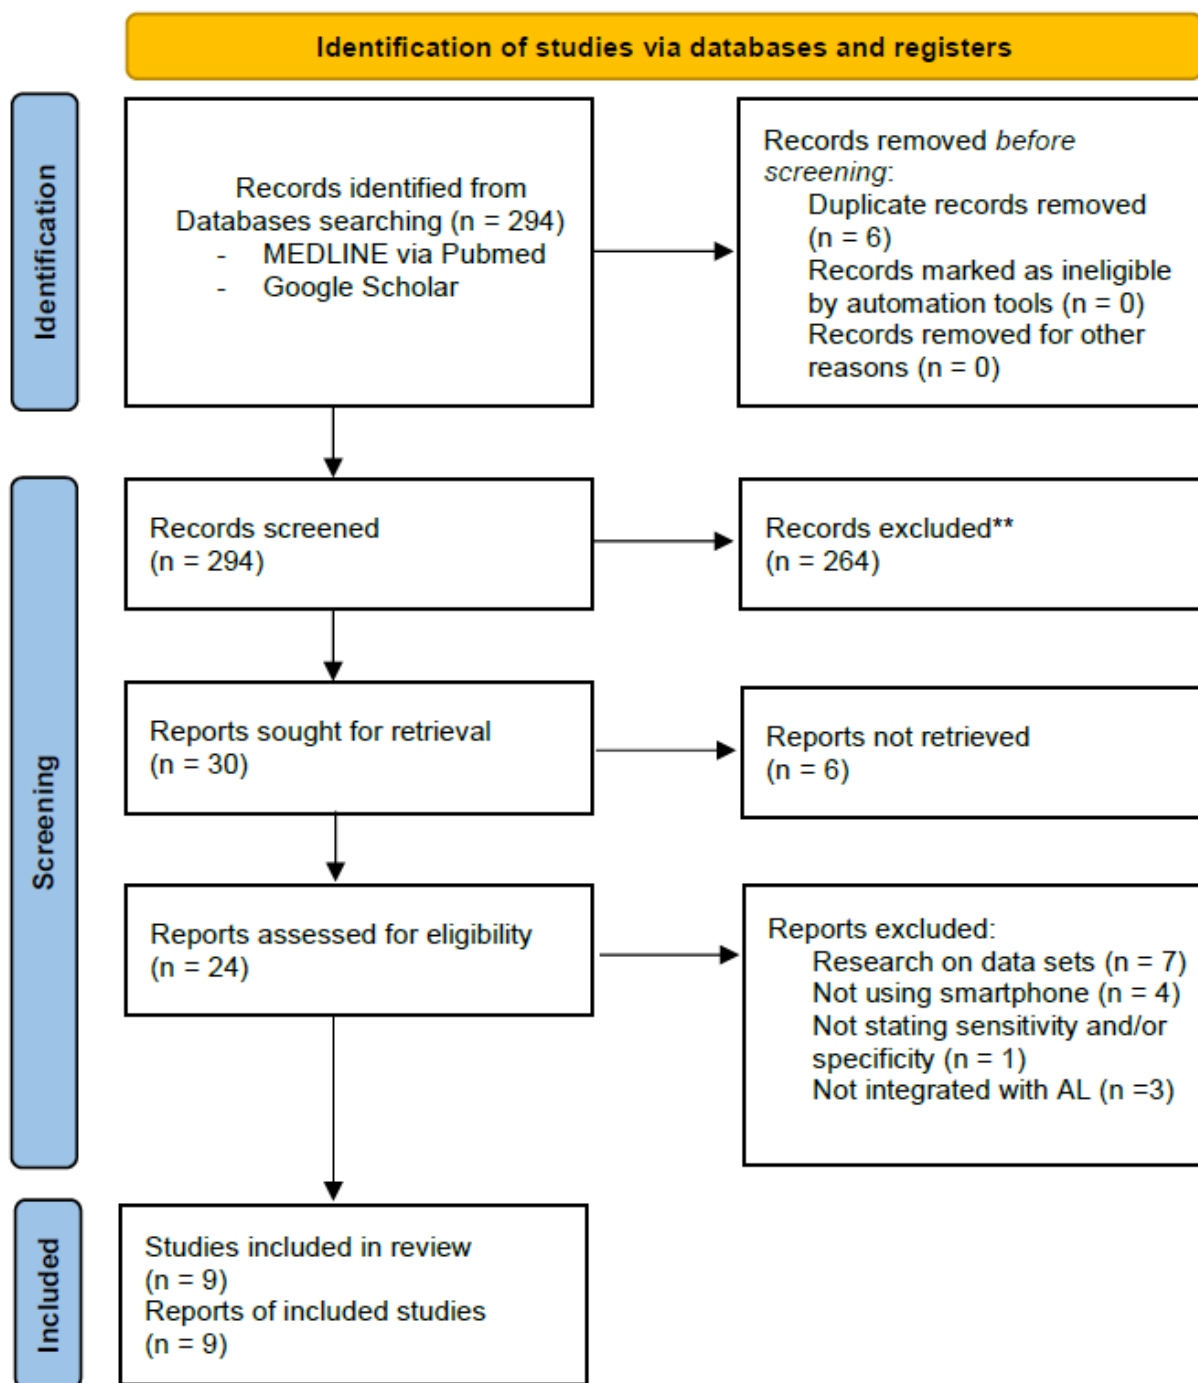 Identification of studies via databases and registers
Identification
Records identified from
Databases searching (n = 294)
- MEDLINE via Pubmed
- Google Scholar
Records removed before
screening:
Duplicate records removed
(n = 6)
Records marked as ineligible
by automation tools (n = 0)
Records removed for other
reasons (n = 0)
Screening
Records screened
(n = 294)
Records excluded**
(n = 264)
Reports sought for retrieval
(n = 30)
Reports not retrieved
(n = 6)
Reports assessed for eligibility
(n = 24)
Reports excluded:
Research on data sets (n = 7)
Not using smartphone (n = 4)
Not stating sensitivity and/or
specificity (n = 1)
Not integrated with AL (n =3)
Included
Studies included in review
(n = 9)
Reports of included studies
(n = 9)